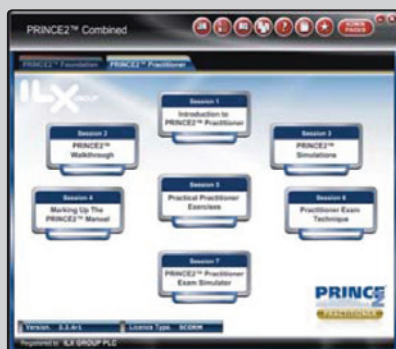 PRINCE2™ Combined
ADMIN
PAGES
PRINCE2™ Foundation
PRINCE2™ Practitioner
ILX GROUP
Session 1
Introduction to
PRINCE2™ Practitioner
Session 2
PRINCE2™
Walkthrough
Session 3
PRINCE2™
Simulations
Session 4
Marking Up The
PRINCE2™ Manual
Session 5
Practical Practitioner
Exercises
Session 6
Practitioner Exam
Technique
Session 7
PRINCE2™ Practitioner
Exam Simulator
PRINCE2
PRACTITIONER
Version.
Licence Type. SCORM
Registered to: ILX GROUP PLC